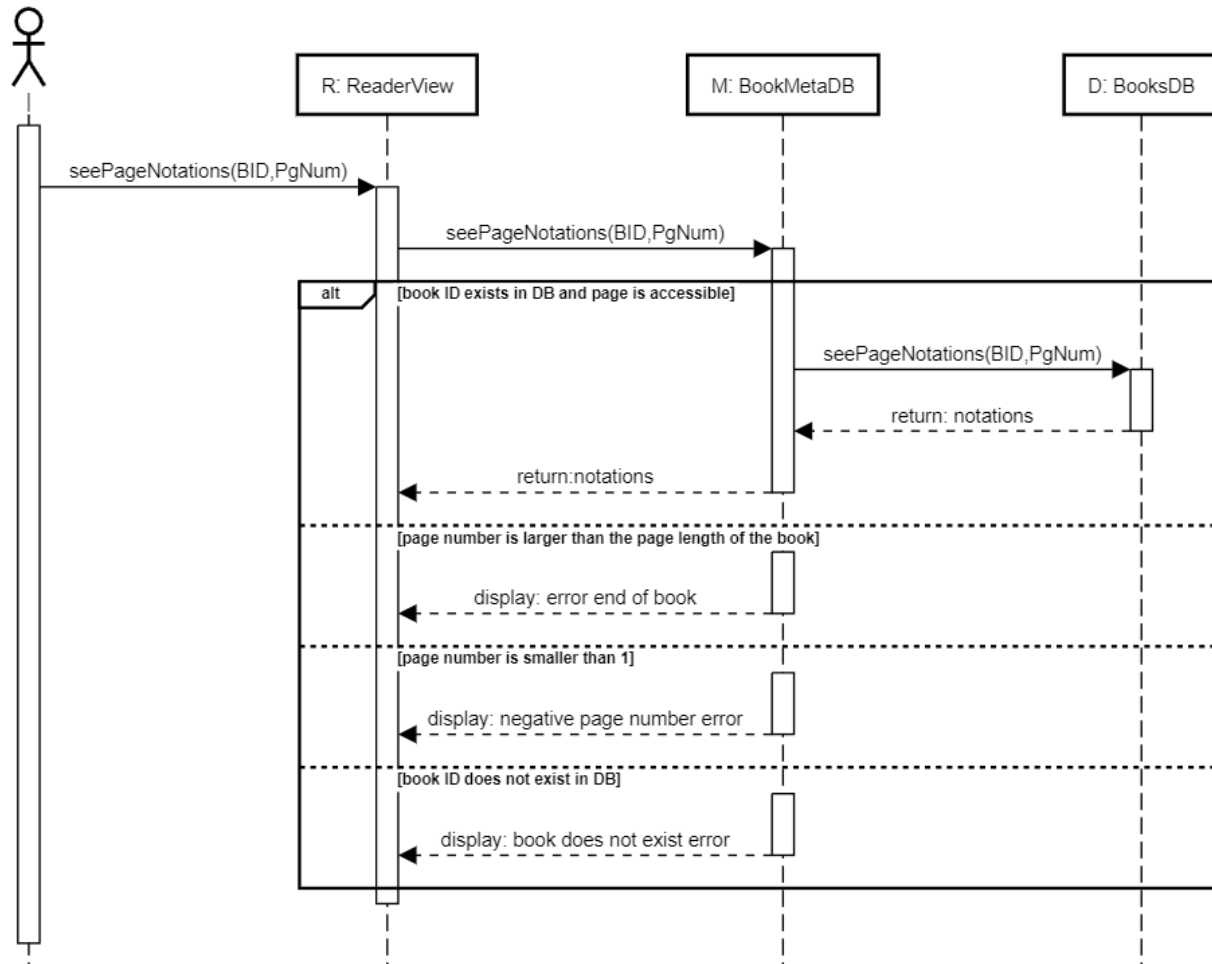 R: ReaderView
M: BookMetaDB
D: BooksDB
seePageNotations(BID,PgNum)
seePageNotations(BID,PgNum)
alt
[book ID exists in DB and page is accessible]
seePageNotations(BID,PgNum)
return: notations
return:notations
[page number is larger than the page length of the book]
display: error end of book
[page number is smaller than 1]
display: negative page number error
[book ID does not exist in DB]
display: book does not exist error